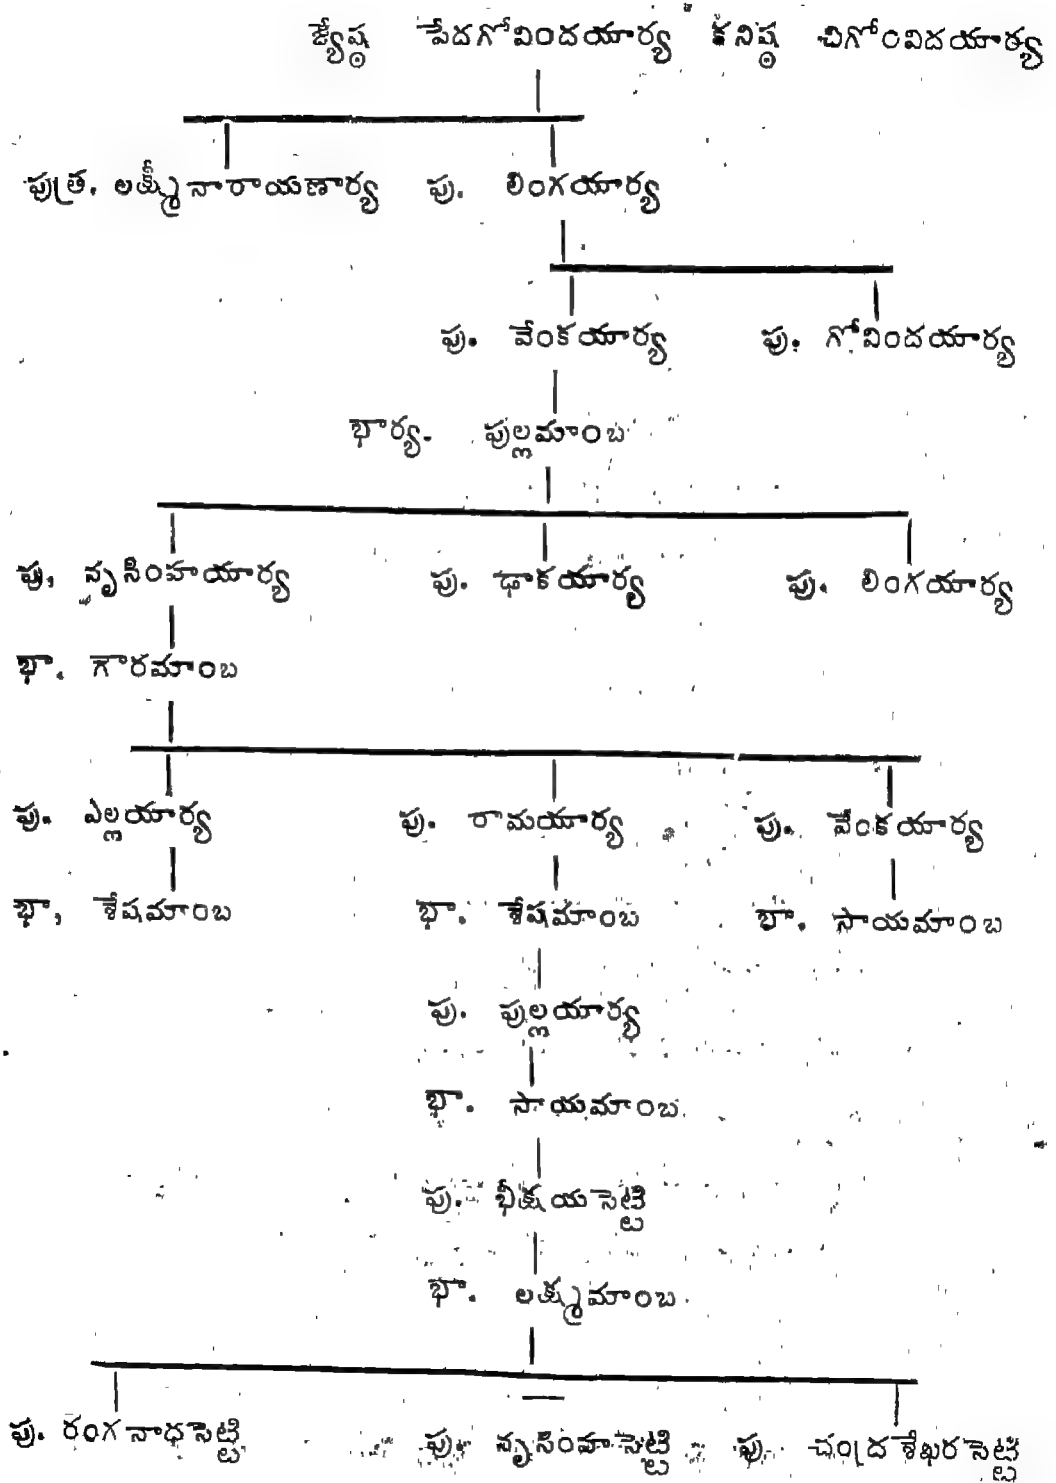 జ్యేష్ఠ పేదగోవిందయార్య కనిష్ఠ చిగోంవిదయార్య
పుత్ర. లక్ష్మీనారాయణార్య పు. లింగయార్య
పు. వేంకయార్య పు. గోవిందయార్య
భార్య. పుల్లమాంబ
పు, నృసింహయార్య పు. ఢాకయార్య పు. లింగయార్య
భా. గౌరమాంబ
పు. ఎల్లయార్య పు. రామయార్య పు. వేంకయార్య
భా, శేషమాంబ భా. శేషమాంబ భా. సాయమాంబ
పు. పుల్లయార్య
భా. సాయమాంబ
పు. భీక్షయసెట్టి
భా. లక్ష్మమాంబ
పు. రంగనాధసెట్టి పు. నృసింహసెట్టి పు. చంద్రశేఖరసెట్టి